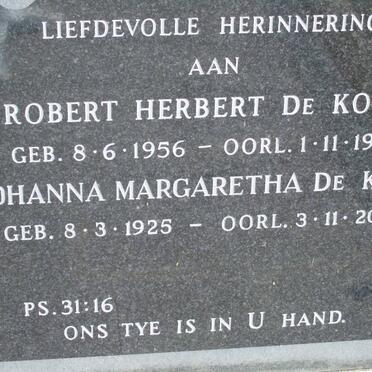 LIEFDEVOLLE HERINNERING
AAN
ROBERT HERBERT DE KO
GEB. 8·6·1956 – OORL. 1·11·19
OHANNA MARGARETHA DE K
GEB. 8·3·1925 – OORL. 3·11·20
PS. 31:16
ONS TYE IS IN U HAND.